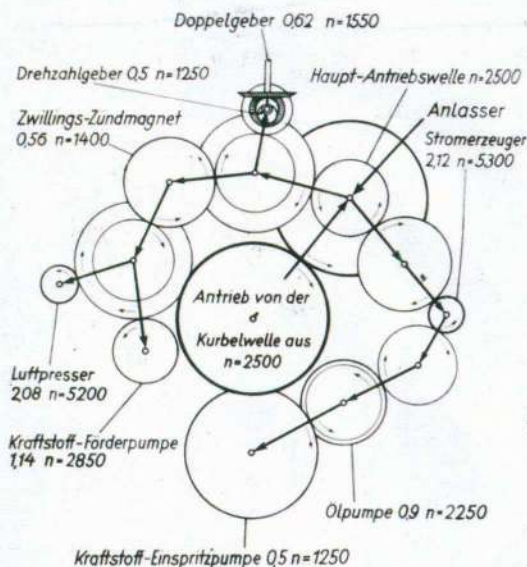 Doppelgeber 0,62 n=1550
Drehzahlgeber 0,5 n=1250
Haupt-Antriebswelle n=2500
Zwillings-Zündmagnet
0,56 n=1400
Anlasser
Stromerzeuger
2,12 n=5300
Antrieb von der
Kurbelwelle aus
n=2500
Luftpresser
2,08 n=5200
Kraftstoff-Förderpumpe
1,14 n=2850
Ölpumpe 0,9 n=2250
Kraftstoff-Einspritzpumpe 0,5 n=1250